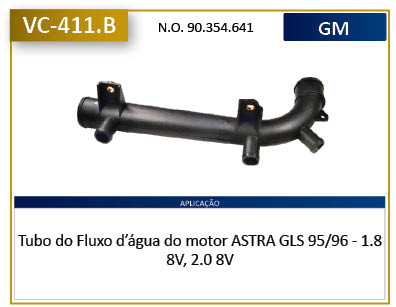 VC-411.B
N.O. 90.354.641
GM
APLICAÇÃO
Tubo do Fluxo d'água do motor ASTRA GLS 95/96 - 1.8
8V, 2.0 8V